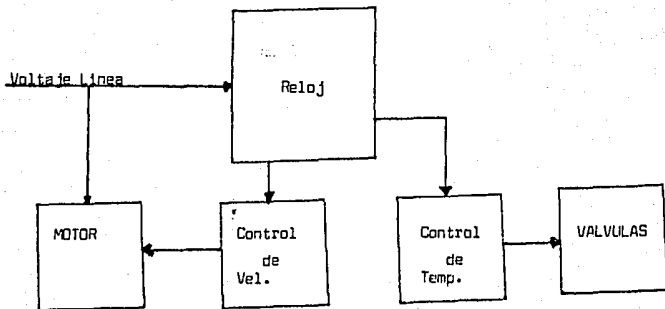 Voltaje Linea
Reloj
MOTOR
Control
de
Vel.
Control
de
Temp.
VALVULAS